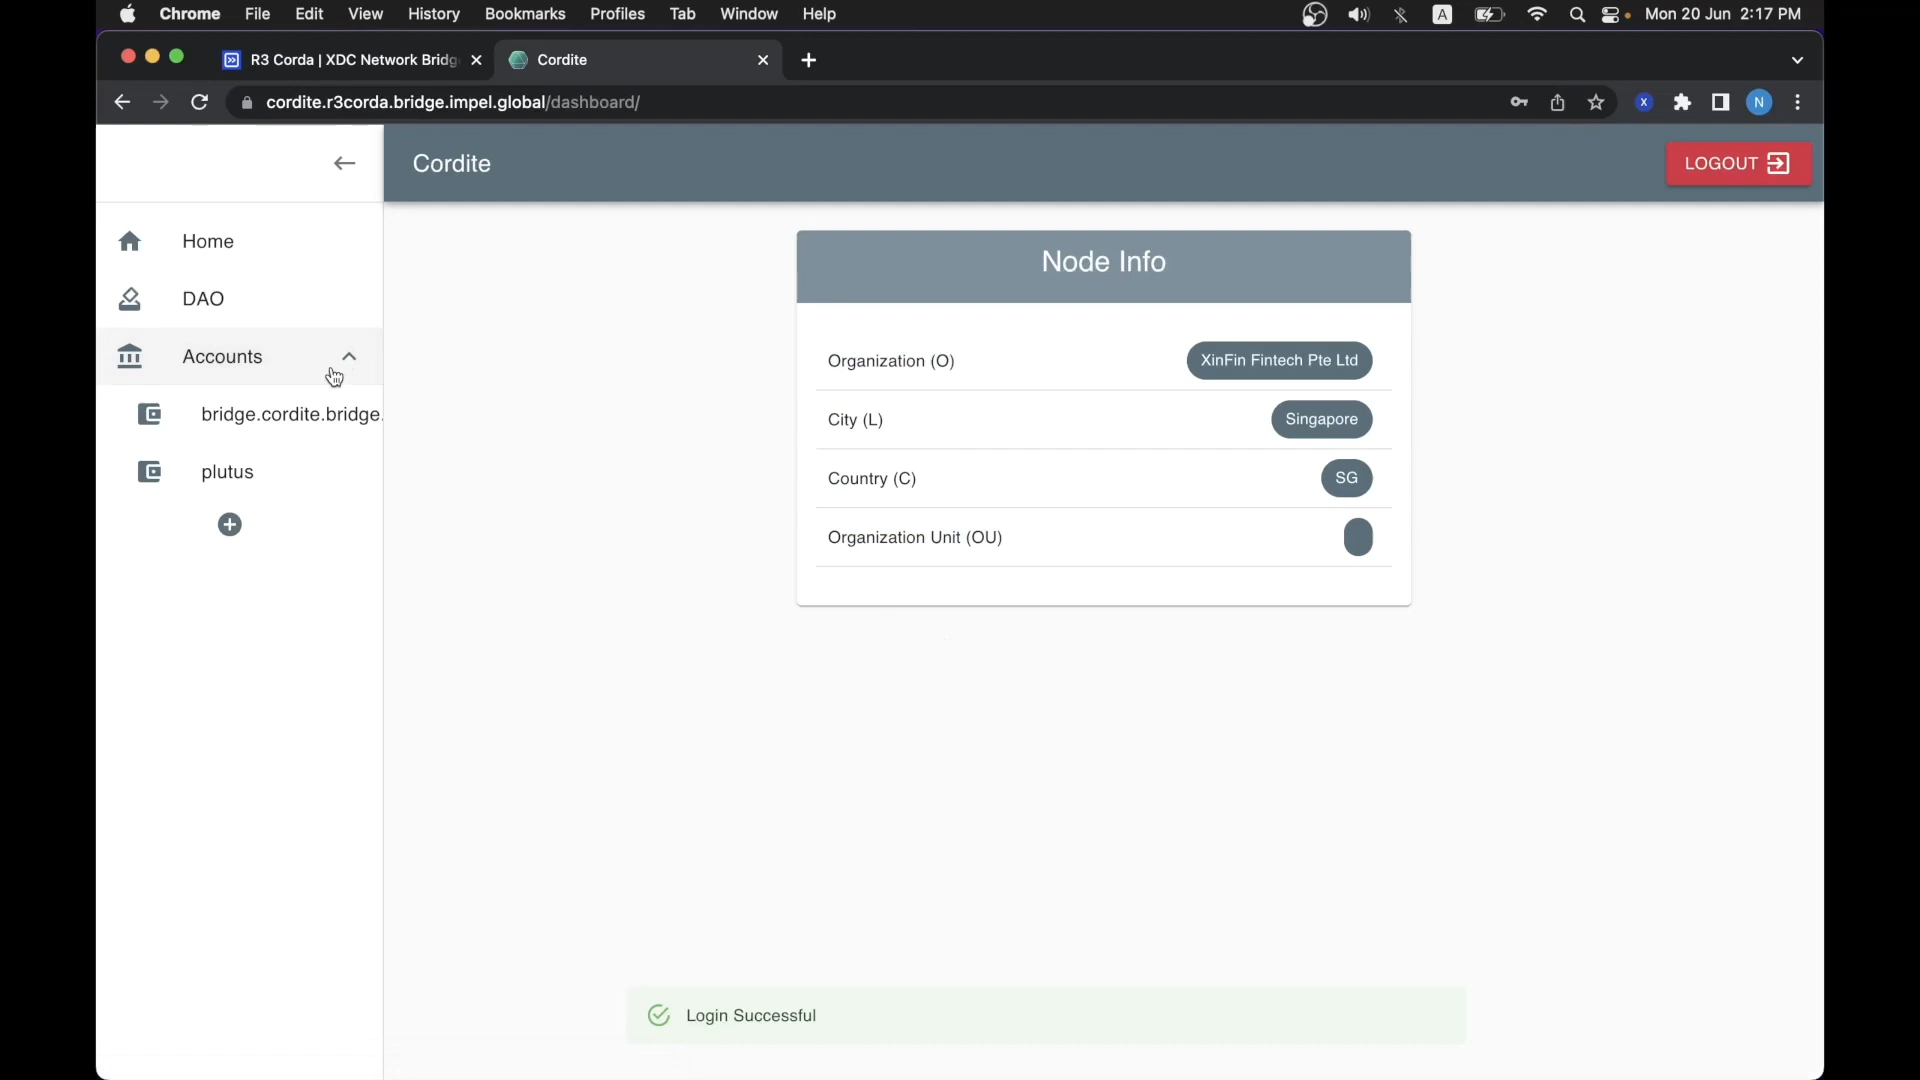 Chrome File Edit View History Bookmarks Profiles Tab Window Help A Mon 20 Jun 2:17 PM
R3 Corda | XDC Network Bridg Cordite
cordite.r3corda.bridge.impel.global/dashboard/ X N
Cordite LOGOUT
Home
DAO
Accounts
bridge.cordite.bridge.
plutus
Node Info
Organization (O) XinFin Fintech Pte Ltd
City (L) Singapore
Country (C) SG
Organization Unit (OU)
Login Successful